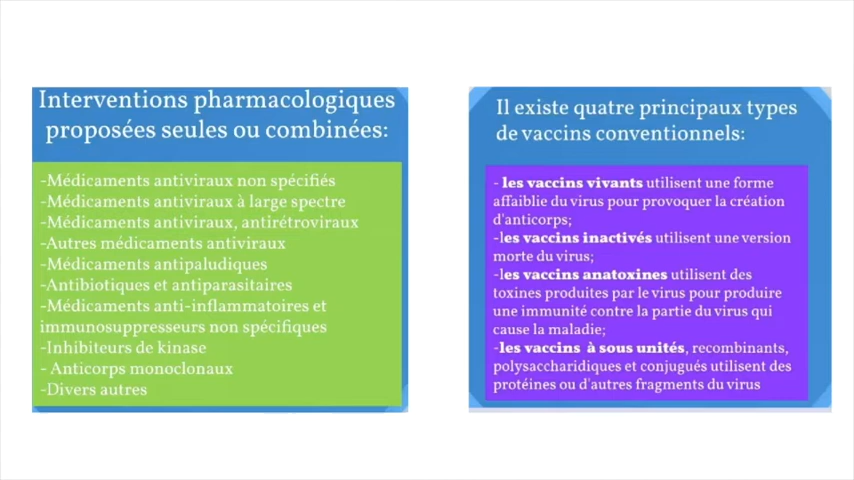 Interventions pharmacologiques
proposées seules ou combinées:
-Médicaments antiviraux non spécifiés
-Médicaments antiviraux à large spectre
-Médicaments antiviraux, antirétroviraux
-Autres médicaments antiviraux
-Médicaments antipaludiques
-Antibiotiques et antiparasitaires
-Médicaments anti-inflammatoires et
immunosuppresseurs non spécifiques
-Inhibiteurs de kinase
- Anticorps monoclonaux
-Divers autres
Il existe quatre principaux types
de vaccins conventionnels:
- les vaccins vivants utilisent une forme
affaiblie du virus pour provoquer la création
d'anticorps;
-les vaccins inactivés utilisent une version
morte du virus;
-les vaccins anatoxines utilisent des
toxines produites par le virus pour produire
une immunité contre la partie du virus qui
cause la maladie;
-les vaccins à sous unités, recombinants,
polysaccharidiques et conjugués utilisent des
protéines ou d'autres fragments du virus